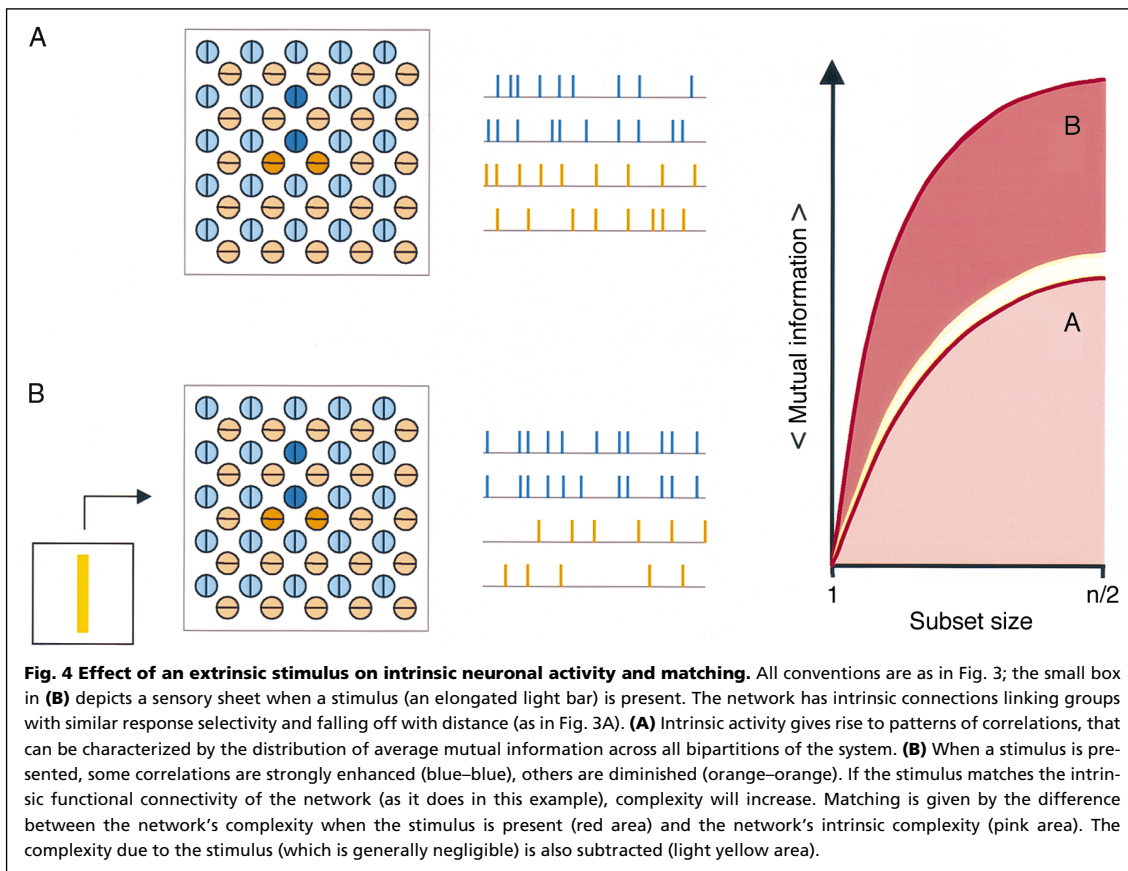 A
B
< Mutual information >
B
A
1
n/2
Subset size
Fig. 4 Effect of an extrinsic stimulus on intrinsic neuronal activity and matching. All conventions are as in Fig. 3; the small box
in (B) depicts a sensory sheet when a stimulus (an elongated light bar) is present. The network has intrinsic connections linking groups
with similar response selectivity and falling off with distance (as in Fig. 3A). (A) Intrinsic activity gives rise to patterns of correlations, that
can be characterized by the distribution of average mutual information across all bipartitions of the system. (B) When a stimulus is pre-
sented, some correlations are strongly enhanced (blue–blue), others are diminished (orange–orange). If the stimulus matches the intrin-
sic functional connectivity of the network (as it does in this example), complexity will increase. Matching is given by the difference
between the network's complexity when the stimulus is present (red area) and the network's intrinsic complexity (pink area). The
complexity due to the stimulus (which is generally negligible) is also subtracted (light yellow area).